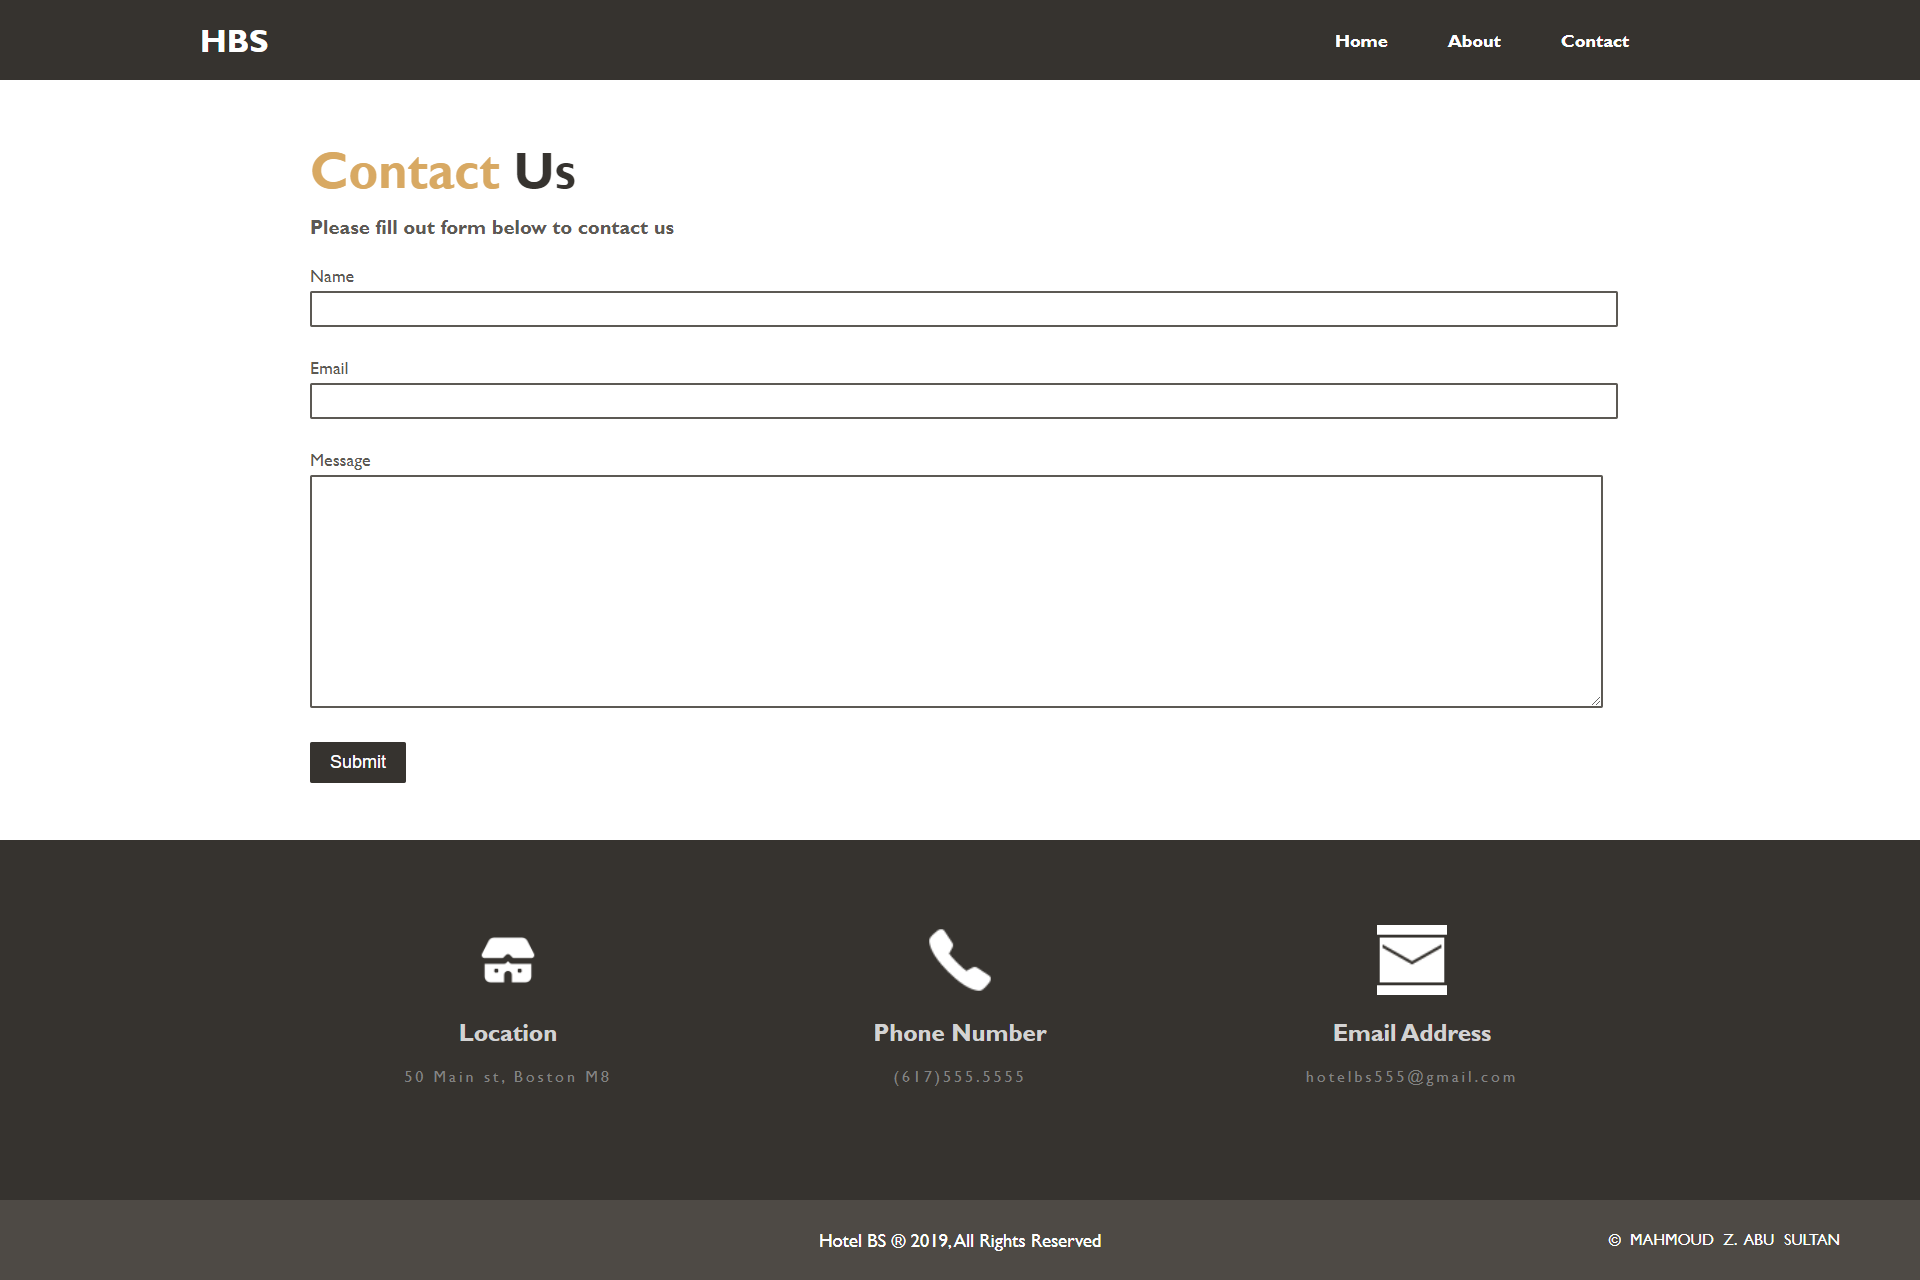 HBS
Home About Contact
Contact Us
Please fill out form below to contact us
Name
Email
Message
Submit
Location
50 Main st, Boston M8
Phone Number
(617)555.5555
Email Address
hotelbs555@gmail.com
Hotel BS ® 2019, All Rights Reserved
© MAHMOUD Z. ABU SULTAN